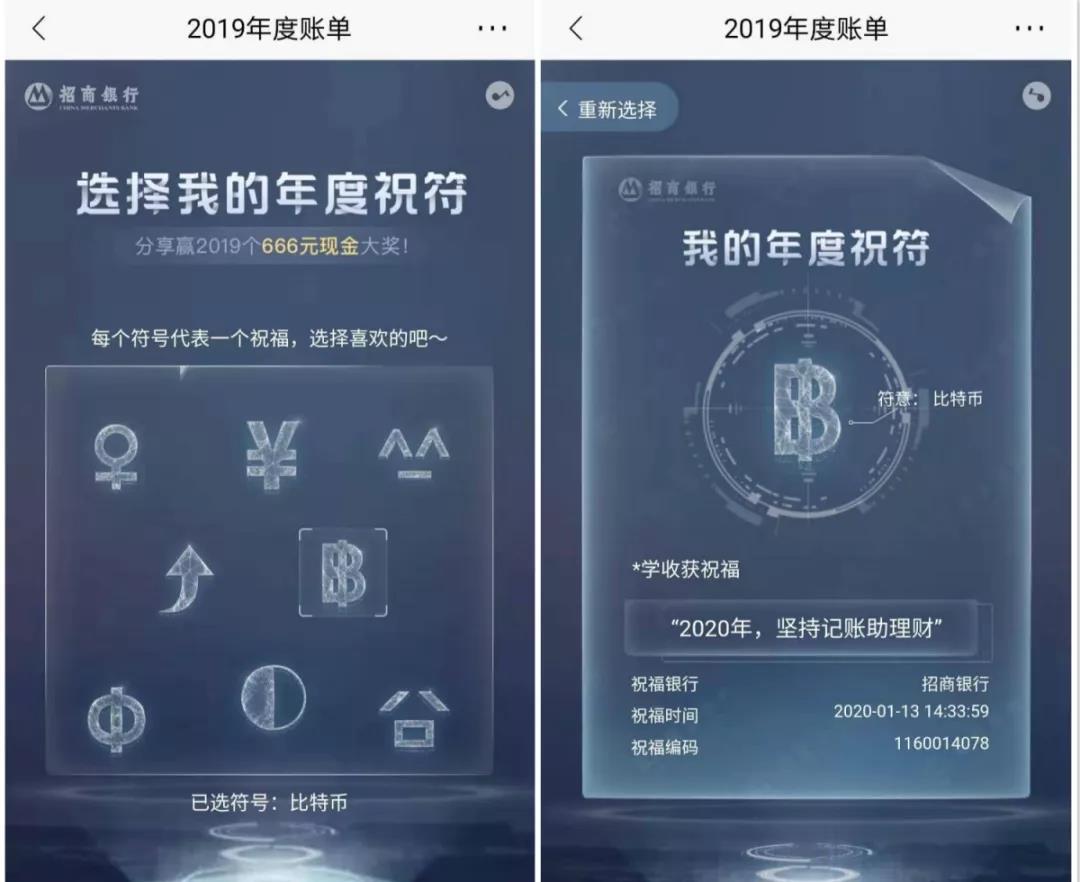 2019年度账单
招商银行
CHINA MERCHANTS BANK
选择我的年度祝符
分享赢2019个666元现金大奖!
每个符号代表一个祝福，选择喜欢的吧～
已选符号：比特币
2019年度账单
重新选择
招商银行
CHINA MERCHANTS BANK
我的年度祝符
符意： 比特币
*学收获祝福
“2020年，坚持记账助理财”
祝福银行 招商银行
祝福时间 2020-01-13 14:33:59
祝福编码 1160014078